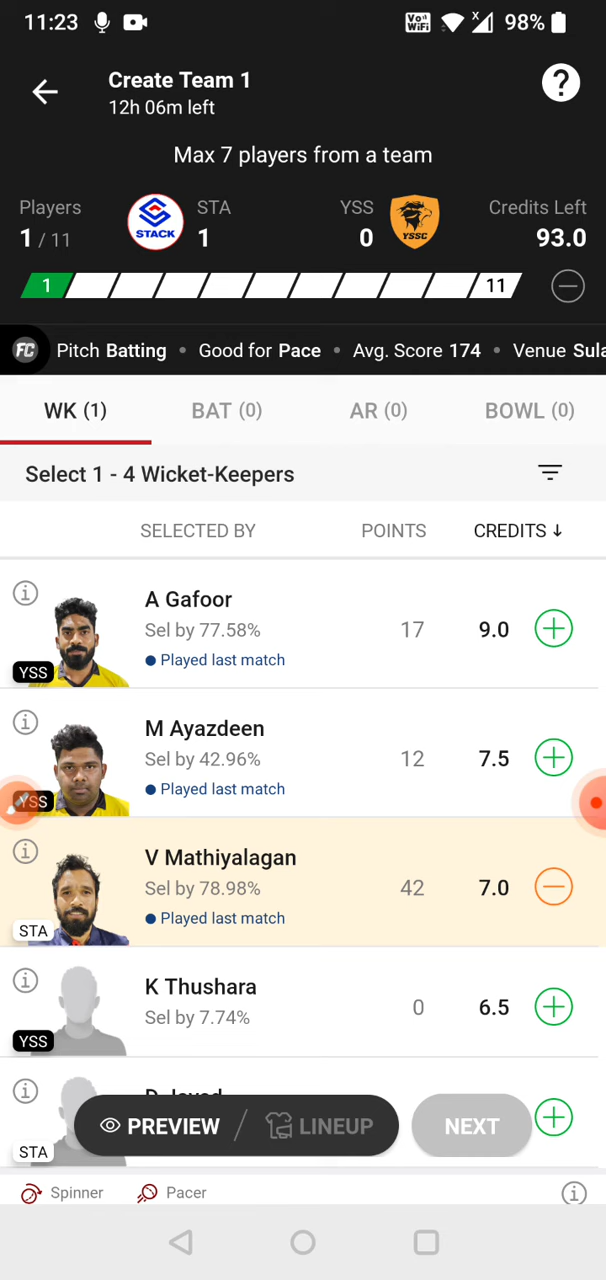 11:23 Vo WiFi x 98%
Create Team 1
12h 06m left
?
Max 7 players from a team
Players STA YSS Credits Left
1 / 11 STACK 1 0 YSSC 93.0
1 11
FC Pitch Batting • Good for Pace • Avg. Score 174 • Venue Sula
WK (1) BAT (0) AR (0) BOWL (0)
Select 1 - 4 Wicket-Keepers
SELECTED BY POINTS CREDITS ↓
A Gafoor
Sel by 77.58% 17 9.0
Played last match
YSS
M Ayazdeen
Sel by 42.96% 12 7.5
Played last match
YSS
V Mathiyalagan
Sel by 78.98% 42 7.0
Played last match
STA
K Thushara
Sel by 7.74% 0 6.5
YSS
PREVIEW / LINEUP NEXT
STA
Spinner Pacer